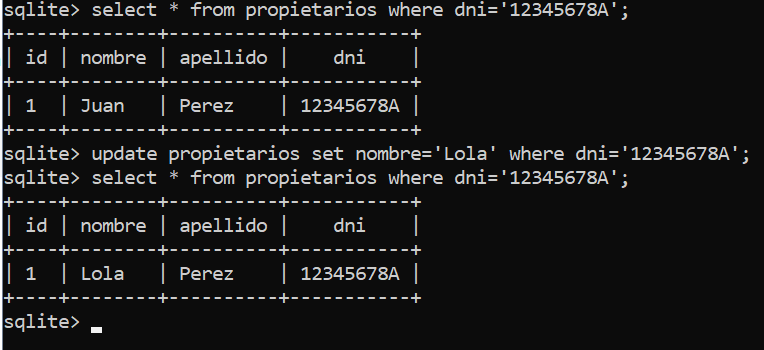 sqlite> select * from propietarios where dni='12345678A';
+----+--------+----------+-----------+
| id | nombre | apellido |    dni    |
+----+--------+----------+-----------+
| 1  | Juan   | Perez    | 12345678A |
+----+--------+----------+-----------+
sqlite> update propietarios set nombre='Lola' where dni='12345678A';
sqlite> select * from propietarios where dni='12345678A';
+----+--------+----------+-----------+
| id | nombre | apellido |    dni    |
+----+--------+----------+-----------+
| 1  | Lola   | Perez    | 12345678A |
+----+--------+----------+-----------+
sqlite>